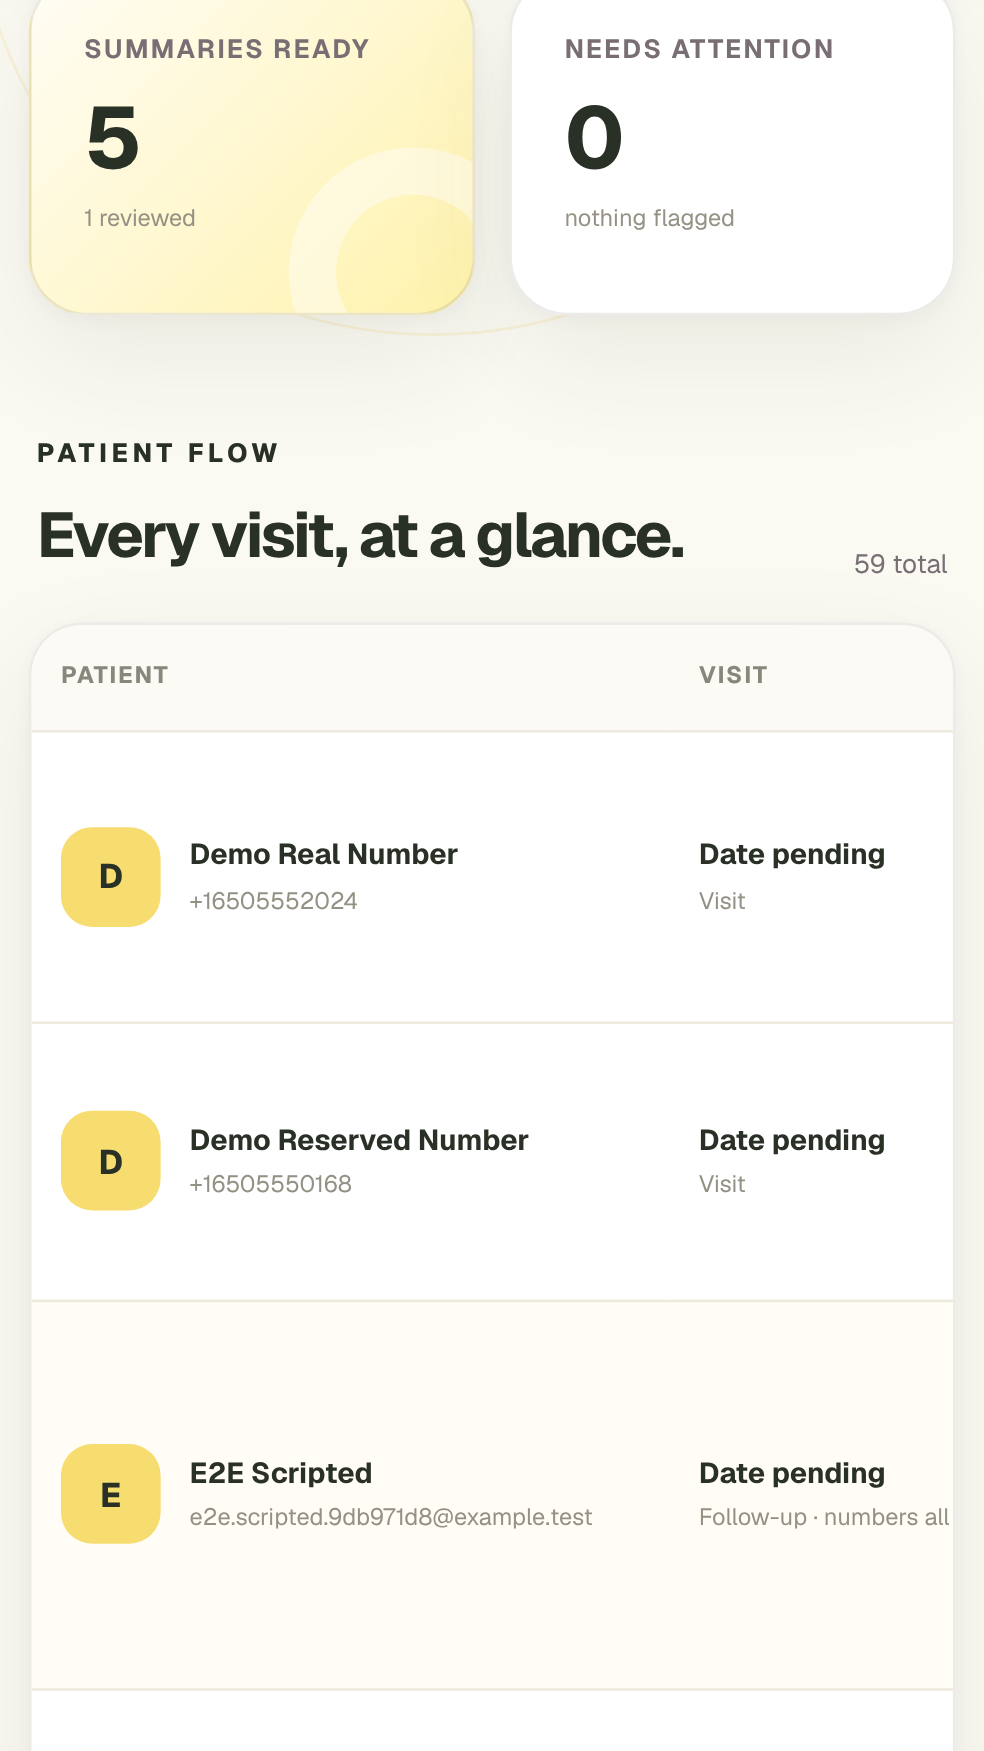 SUMMARIES READY
5
1 reviewed
NEEDS ATTENTION
0
nothing flagged
PATIENT FLOW
Every visit, at a glance.
59 total
PATIENT VISIT
D
Demo Real Number Date pending
+16505552024 Visit
D
Demo Reserved Number Date pending
+16505550168 Visit
E
E2E Scripted Date pending
e2e.scripted.9db971d8@example.test Follow-up · numbers all